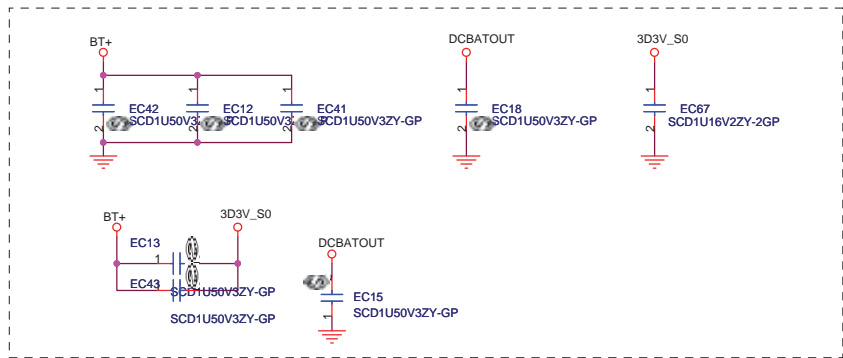 BT+
DCBATOUT
3D3V_S0
1 1 1 1 1
EC42 EC12 EC41 EC18 EC67
2 2 2 2 2
SCD1U50V3ZY-GP SCD1U50V3ZY-GP
SCD1U16V2ZY-2GP
BT+
3D3V_S0
DCBATOUT
EC13
1
EC43
1
SCD1U50V3ZY-GP
SCD1U50V3ZY-GP
EC15
1
SCD1U50V3ZY-GP